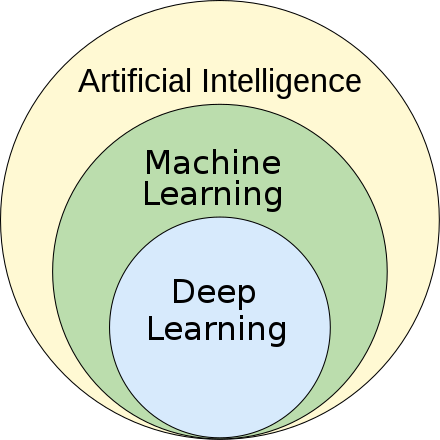 Artificial Intelligence
Machine
Learning
Deep
Learning